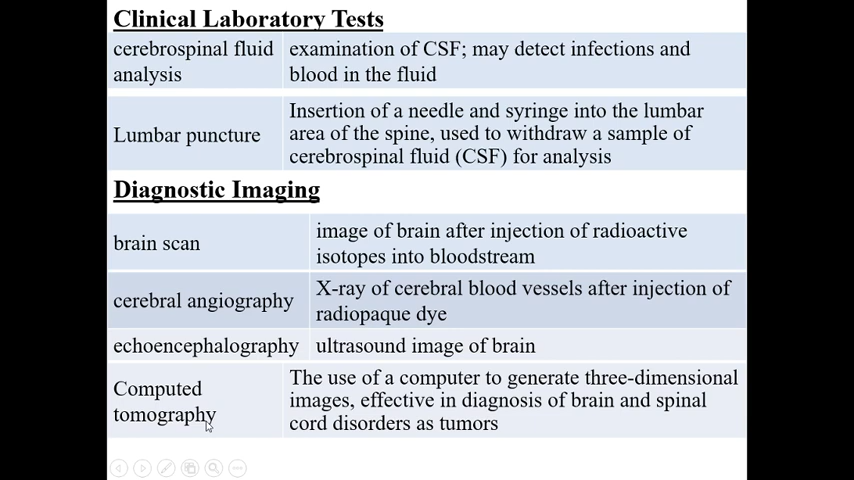 Clinical Laboratory Tests
cerebrospinal fluid
analysis
examination of CSF; may detect infections and
blood in the fluid
Lumbar puncture
Insertion of a needle and syringe into the lumbar
area of the spine, used to withdraw a sample of
cerebrospinal fluid (CSF) for analysis
Diagnostic Imaging
brain scan
image of brain after injection of radioactive
isotopes into bloodstream
cerebral angiography
X-ray of cerebral blood vessels after injection of
radiopaque dye
echoencephalography
ultrasound image of brain
Computed
tomography
The use of a computer to generate three-dimensional
images, effective in diagnosis of brain and spinal
cord disorders as tumors